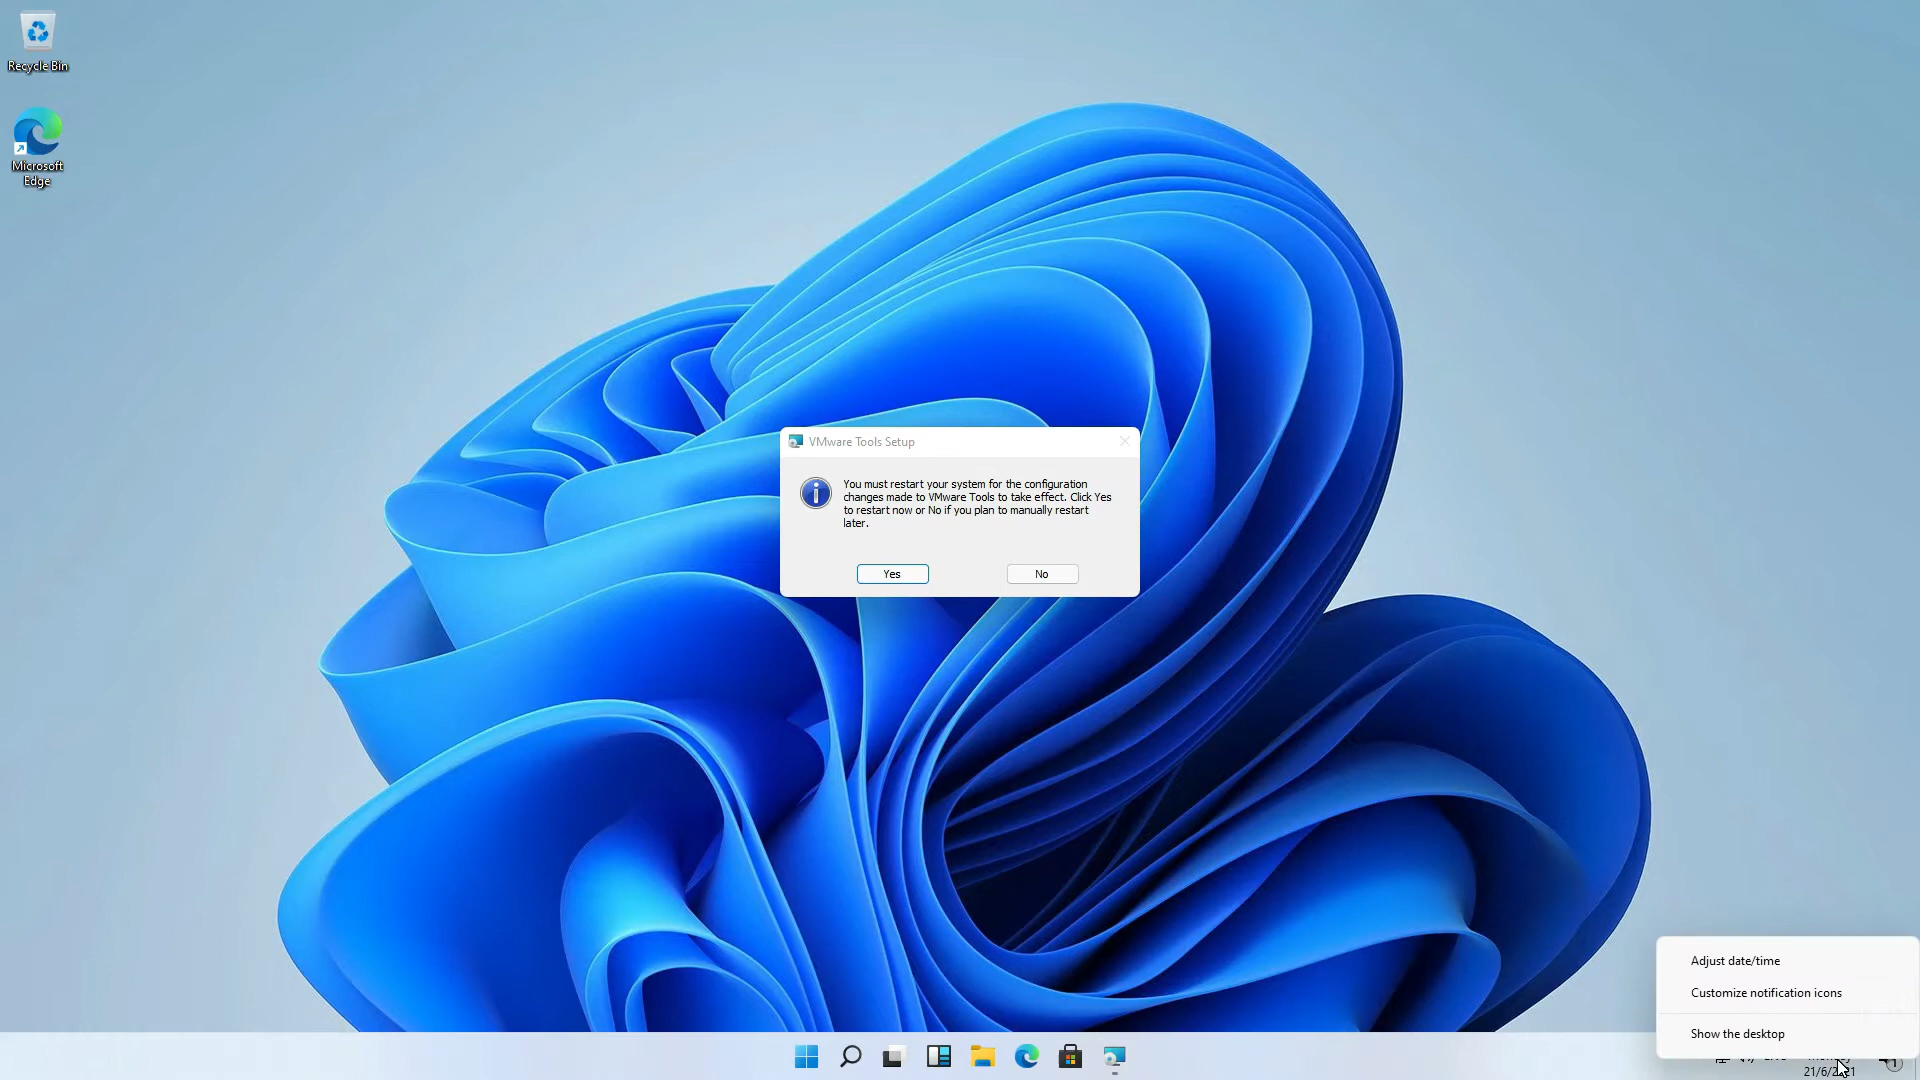 Recycle Bin
Microsoft
Edge
VMware Tools Setup
You must restart your system for the configuration
changes made to VMware Tools to take effect. Click Yes
to restart now or No if you plan to manually restart
later.
Yes
No
Adjust date/time
Customize notification icons
Show the desktop